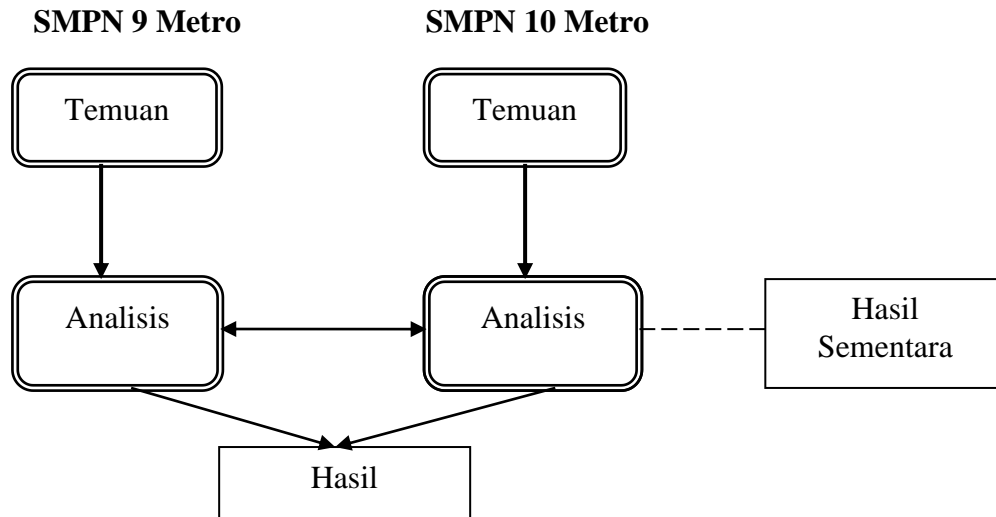 SMPN 9 Metro
SMPN 10 Metro
Temuan
Temuan
Analisis
Analisis
Hasil
Sementara
Hasil